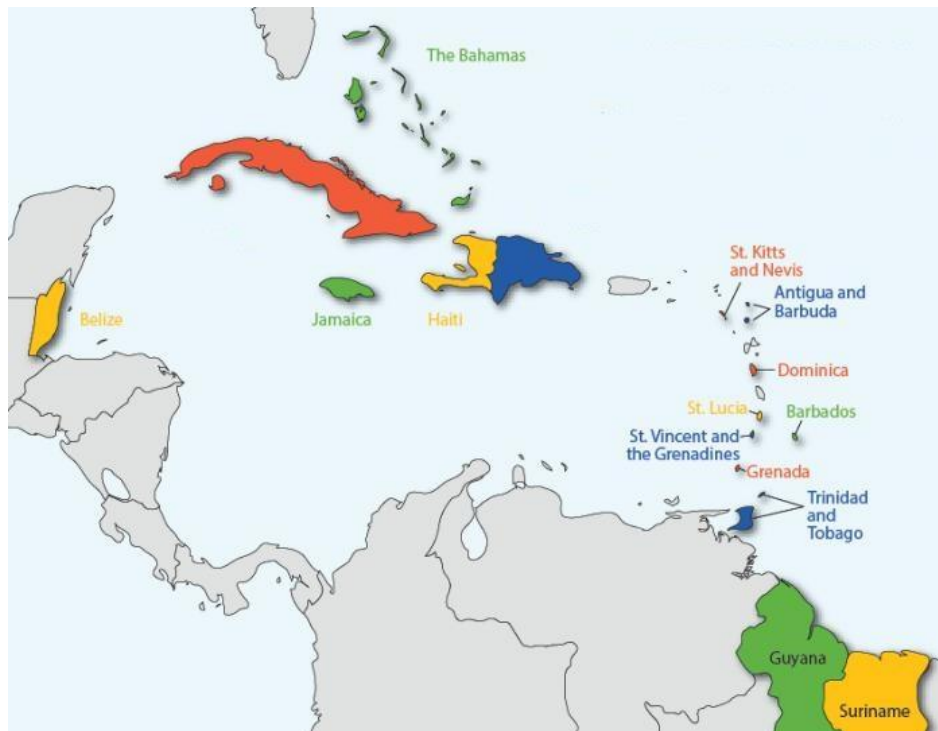 The Bahamas
St. Kitts
and Nevis
Antigua and
Barbuda
Belize
Jamaica
Haiti
Dominica
St. Lucia
Barbados
St. Vincent and
the Grenadines
Grenada
Trinidad
and
Tobago
Guyana
Suriname